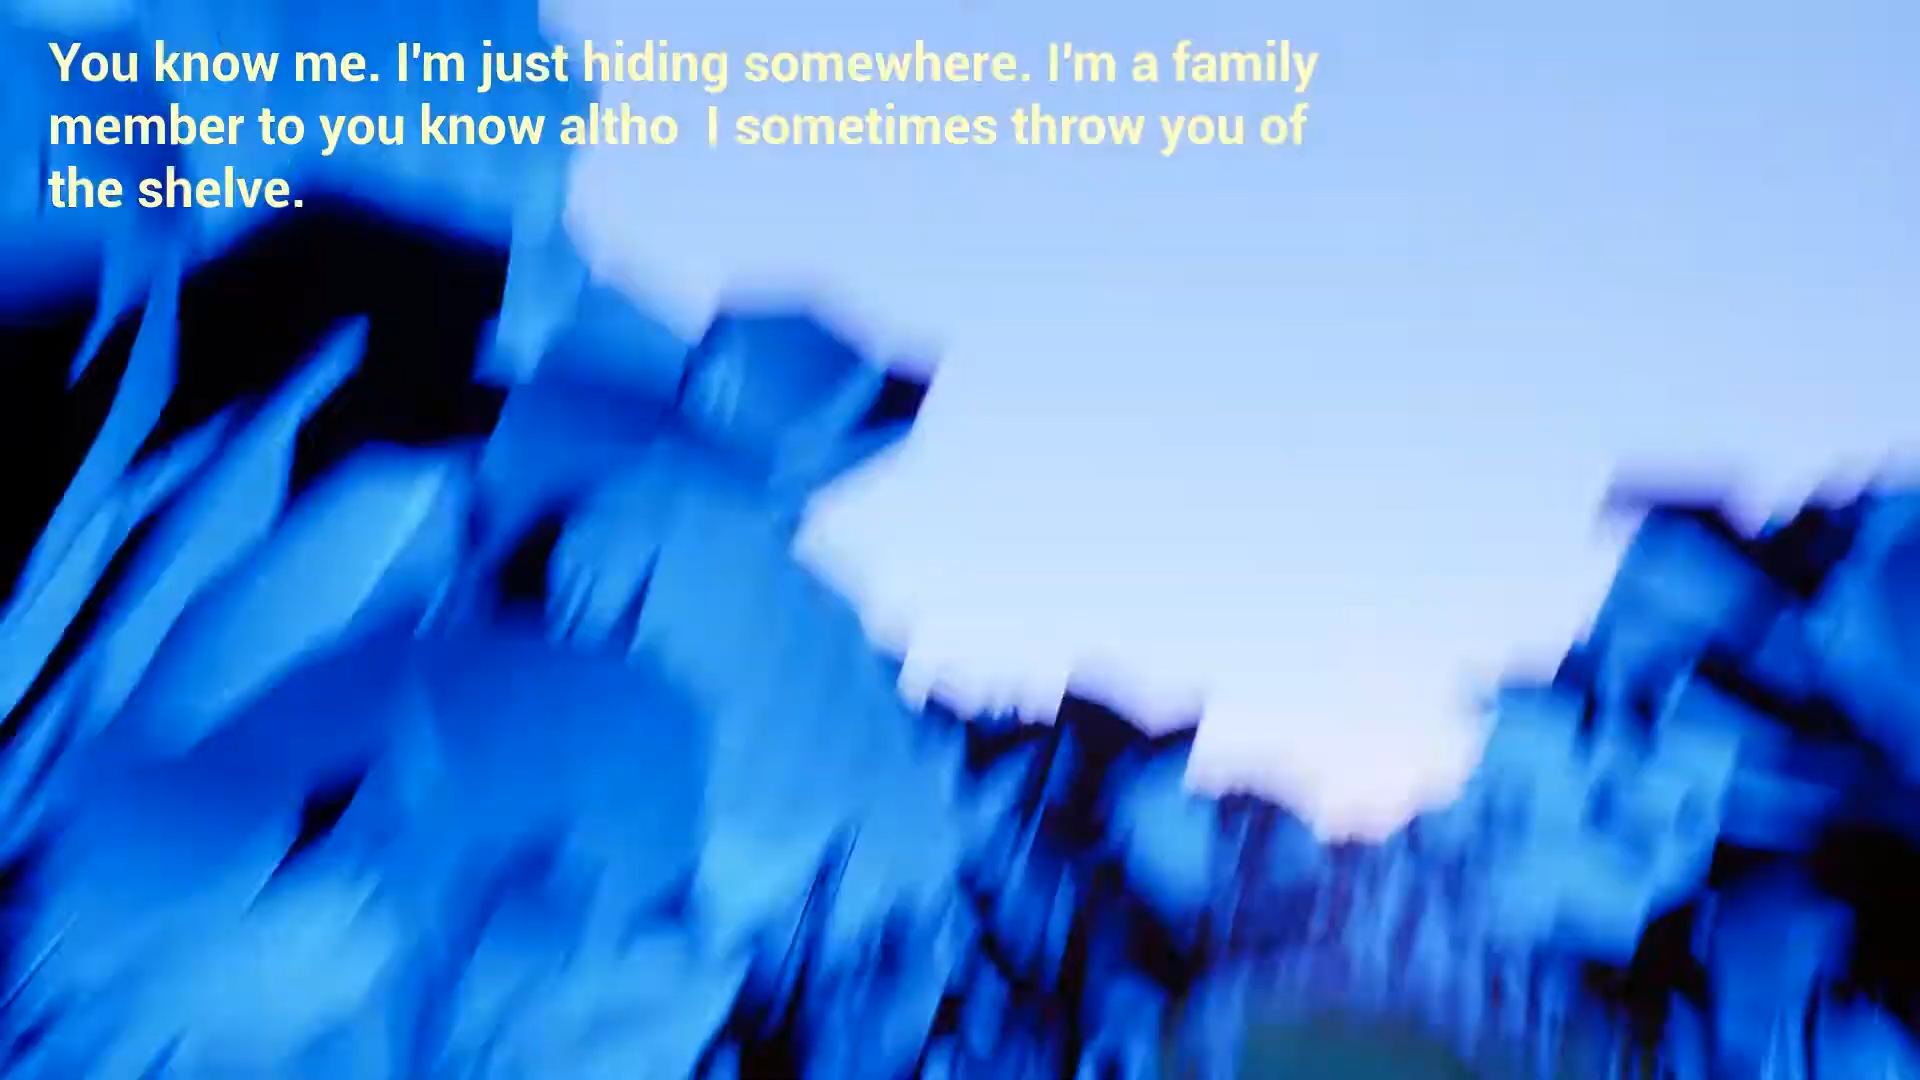 You know me. I'm just hiding somewhere. I'm a family
member to you know altho  I sometimes throw you of
the shelve.